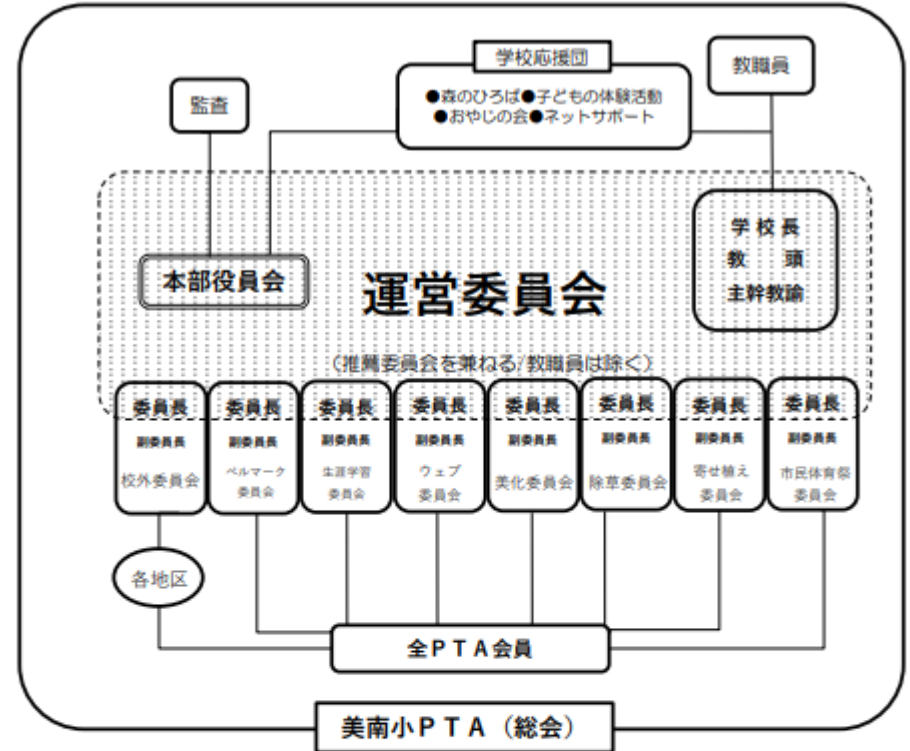 学校応援団
●森のひろば●子どもの体験活動
●おやじの会●ネットサポート
教職員
監査
学 校 長
教　　頭
主幹教諭
本部役員会
運営委員会
（推薦委員会を兼ねる/教職員は除く）
委員長
副委員長
校外委員会
委員長
副委員長
ベルマーク
委員会
委員長
副委員長
生涯学習
委員会
委員長
副委員長
ウェブ
委員会
委員長
副委員長
美化委員会
委員長
副委員長
除草委員会
委員長
副委員長
寄せ植え
委員会
委員長
副委員長
市民体育祭
委員会
各地区
全ＰＴＡ会員
美南小ＰＴＡ（総会）